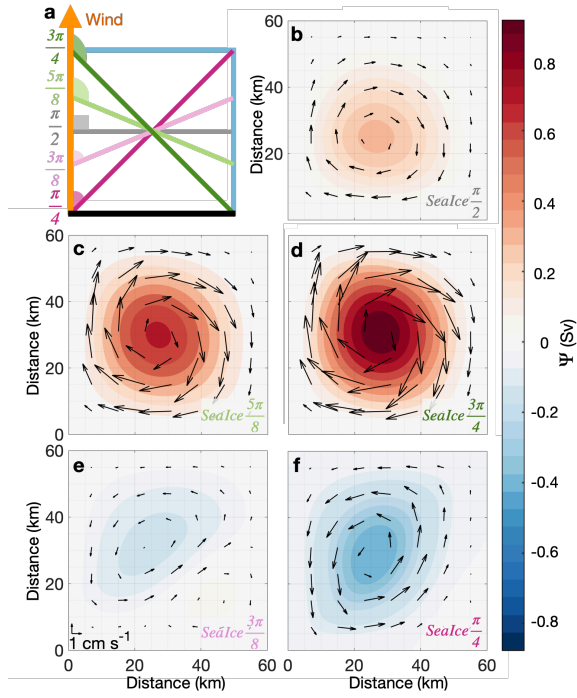 a
Wind
3π/4
5π/8
π/2
3π/8
π/4
b
Distance (km)
60
40
20
SeaIce π/2
c
Distance (km)
60
40
20
0
SeaIce 5π/8
d
SeaIce 3π/4
e
Distance (km)
60
40
20
0
1 cm s⁻¹
SeaIce 3π/8
0 20 40 60
Distance (km)
f
SeaIce π/4
0 20 40 60
Distance (km)
0.8
0.6
0.4
0.2
0
-0.2
-0.4
-0.6
-0.8
Ψ (Sv)